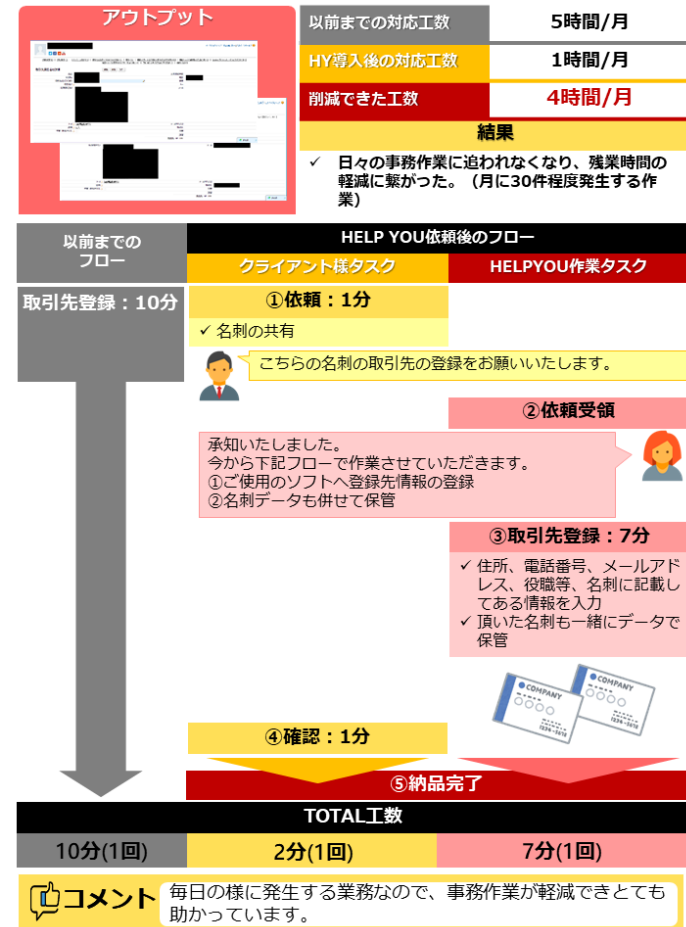 アウトプット
以前までの対応工数
5時間/月
HY導入後の対応工数
1時間/月
削減できた工数
4時間/月
結果
✓ 日々の事務作業に追われなくなり、残業時間の
軽減に繋がった。（月に30件程度発生する作
業）
以前までの
フロー
HELP YOU依頼後のフロー
クライアント様タスク
HELPYOU作業タスク
取引先登録：10分
①依頼：1分
✓ 名刺の共有
こちらの名刺の取引先の登録をお願いいたします。
②依頼受領
承知いたしました。
今から下記フローで作業させていただきます。
①ご使用のソフトへ登録先情報の登録
②名刺データも併せて保管
③取引先登録：7分
✓ 住所、電話番号、メールアド
レス、役職等、名刺に記載し
てある情報を入力
✓ 頂いた名刺も一緒にデータで
保管
COMPANY
1234-5678
COMPANY
1234-5678
④確認：1分
⑤納品完了
TOTAL工数
10分(1回)
2分(1回)
7分(1回)
コメント
毎日の様に発生する業務なので、事務作業が軽減できとても
助かっています。